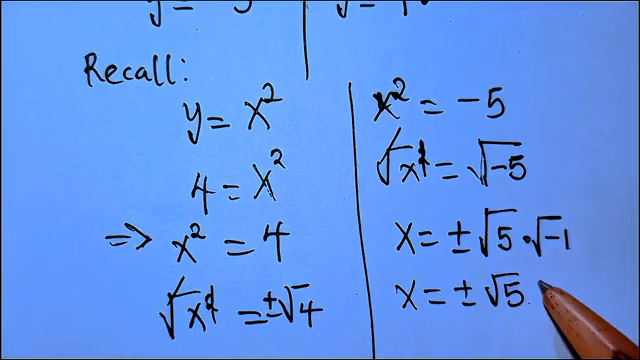 Recall:
y = x²
4 = x²
⇒ x² = 4
√x² = ±√4
x² = -5
√x² = √-5
x = ±√5 · √-1
x = ±√5